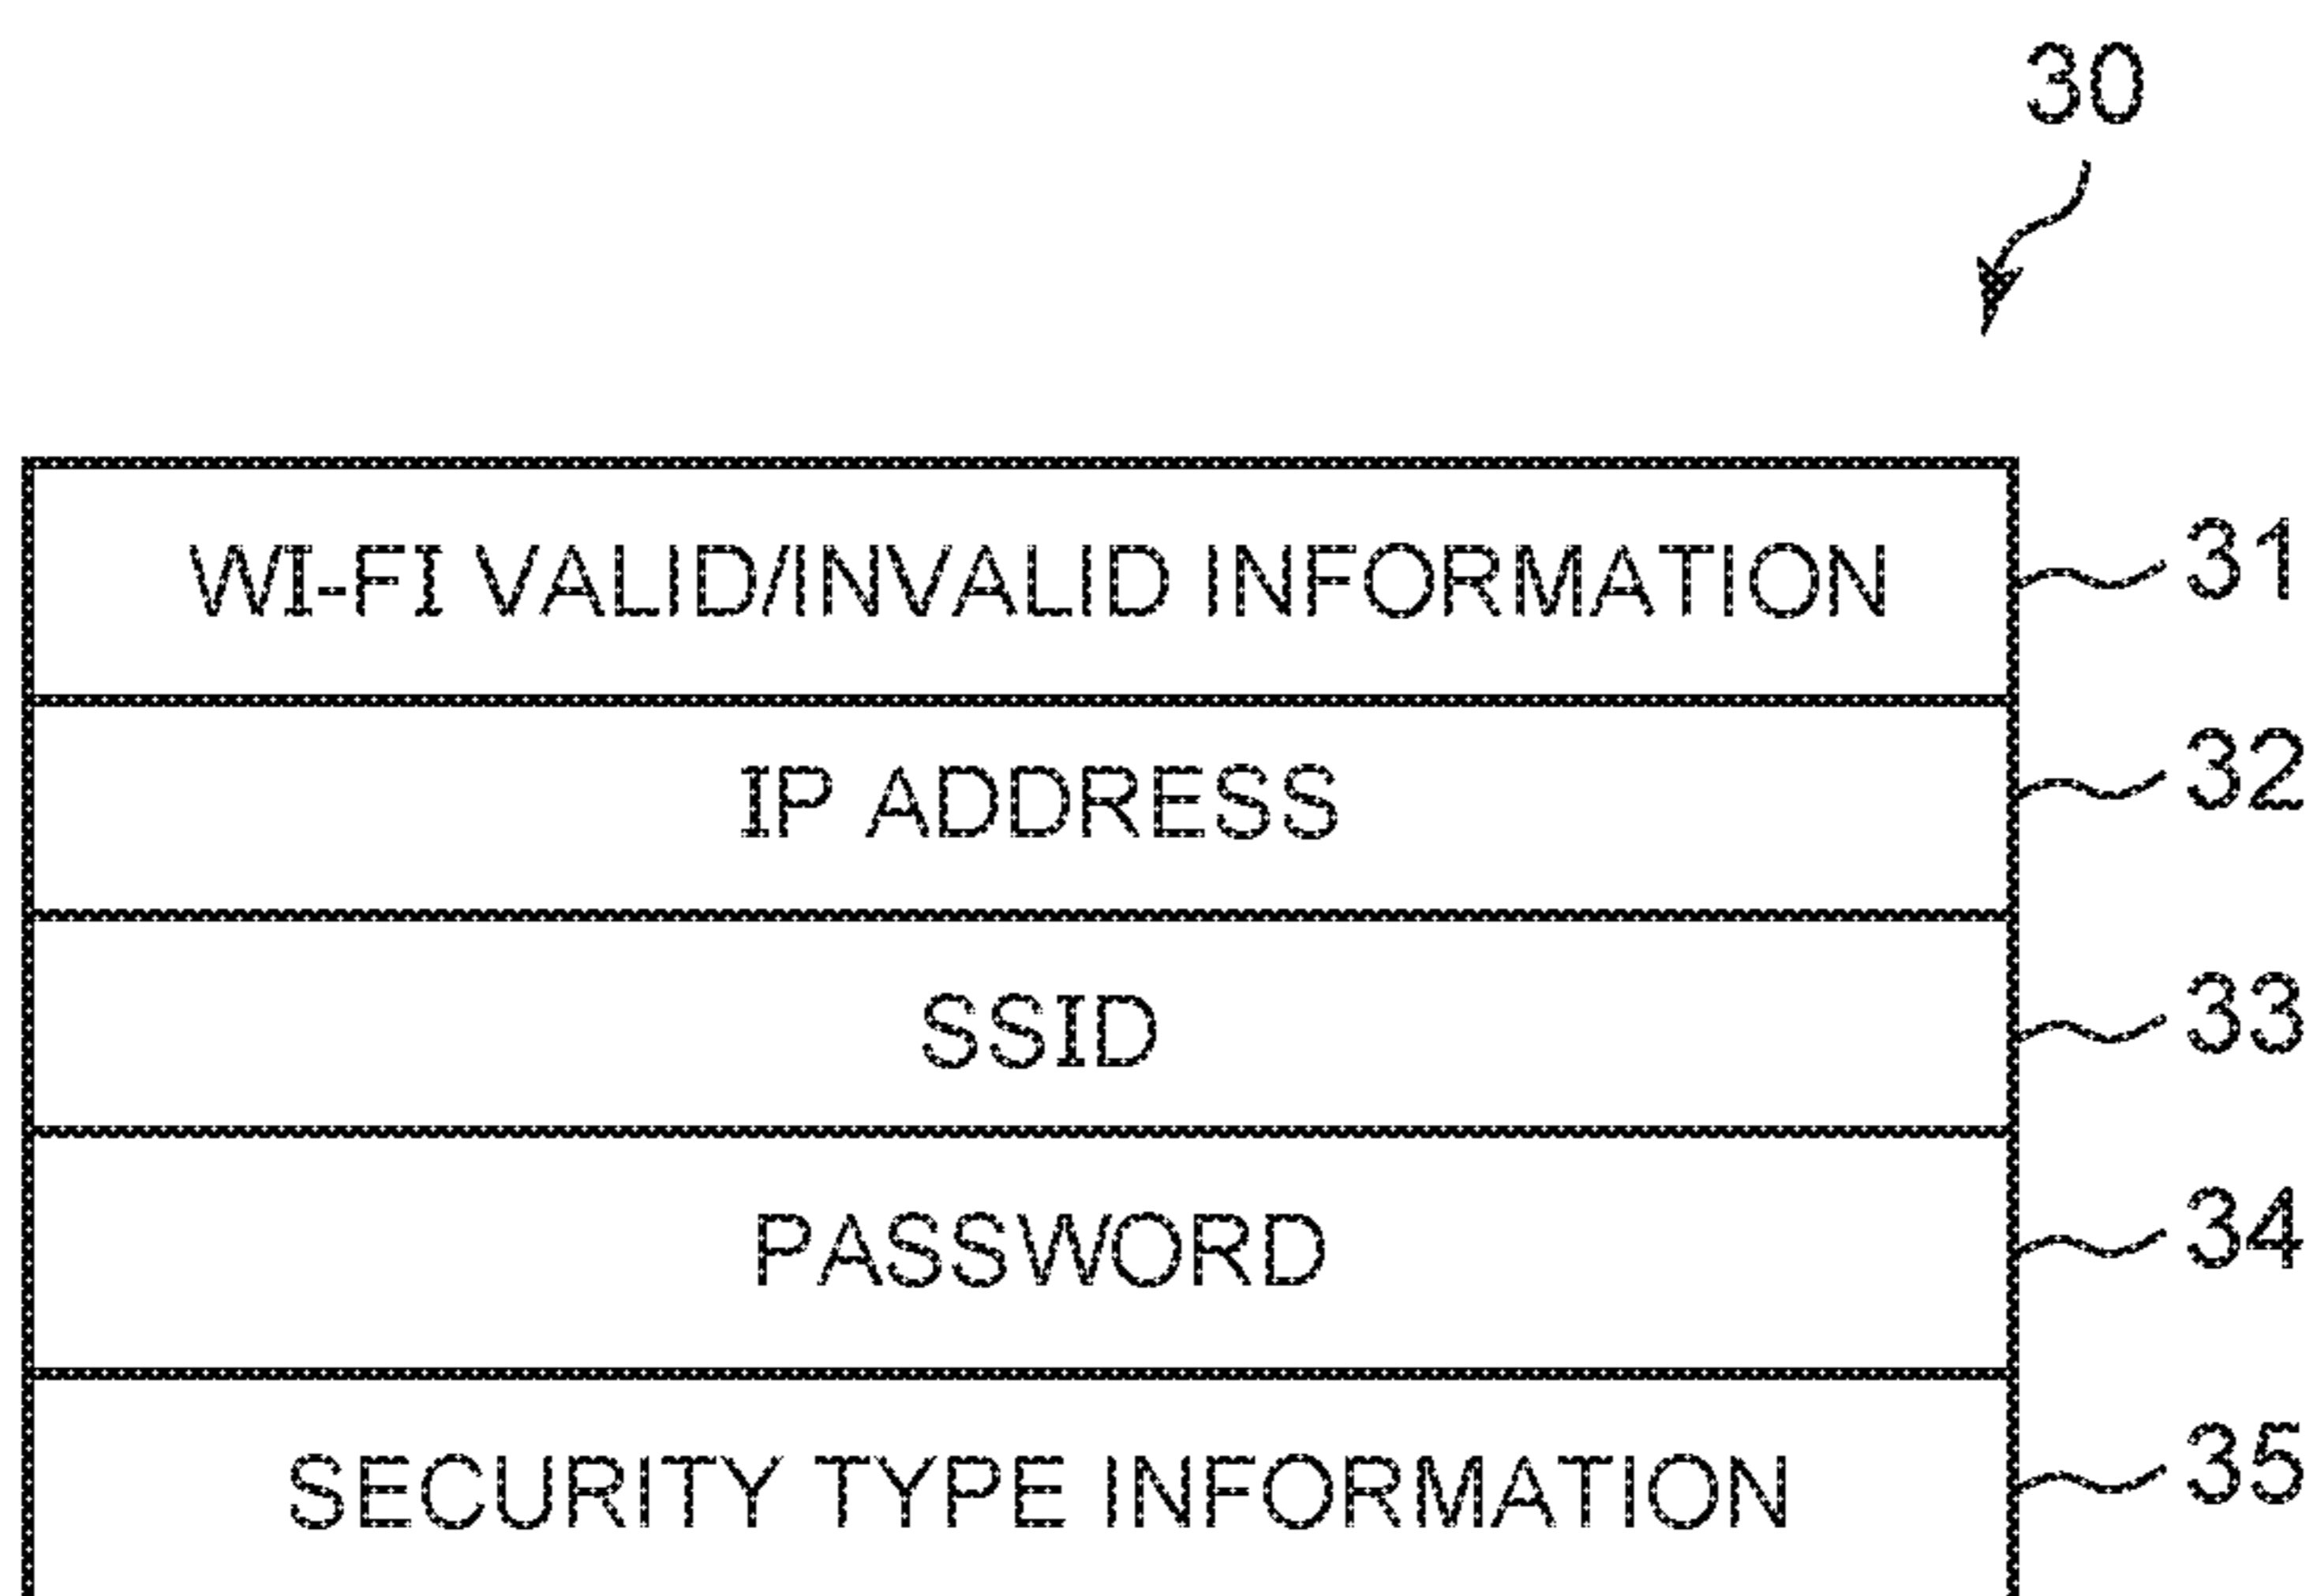 30
WI-FI VALID/INVALID INFORMATION 31
IP ADDRESS 32
SSID 33
PASSWORD 34
SECURITY TYPE INFORMATION 35